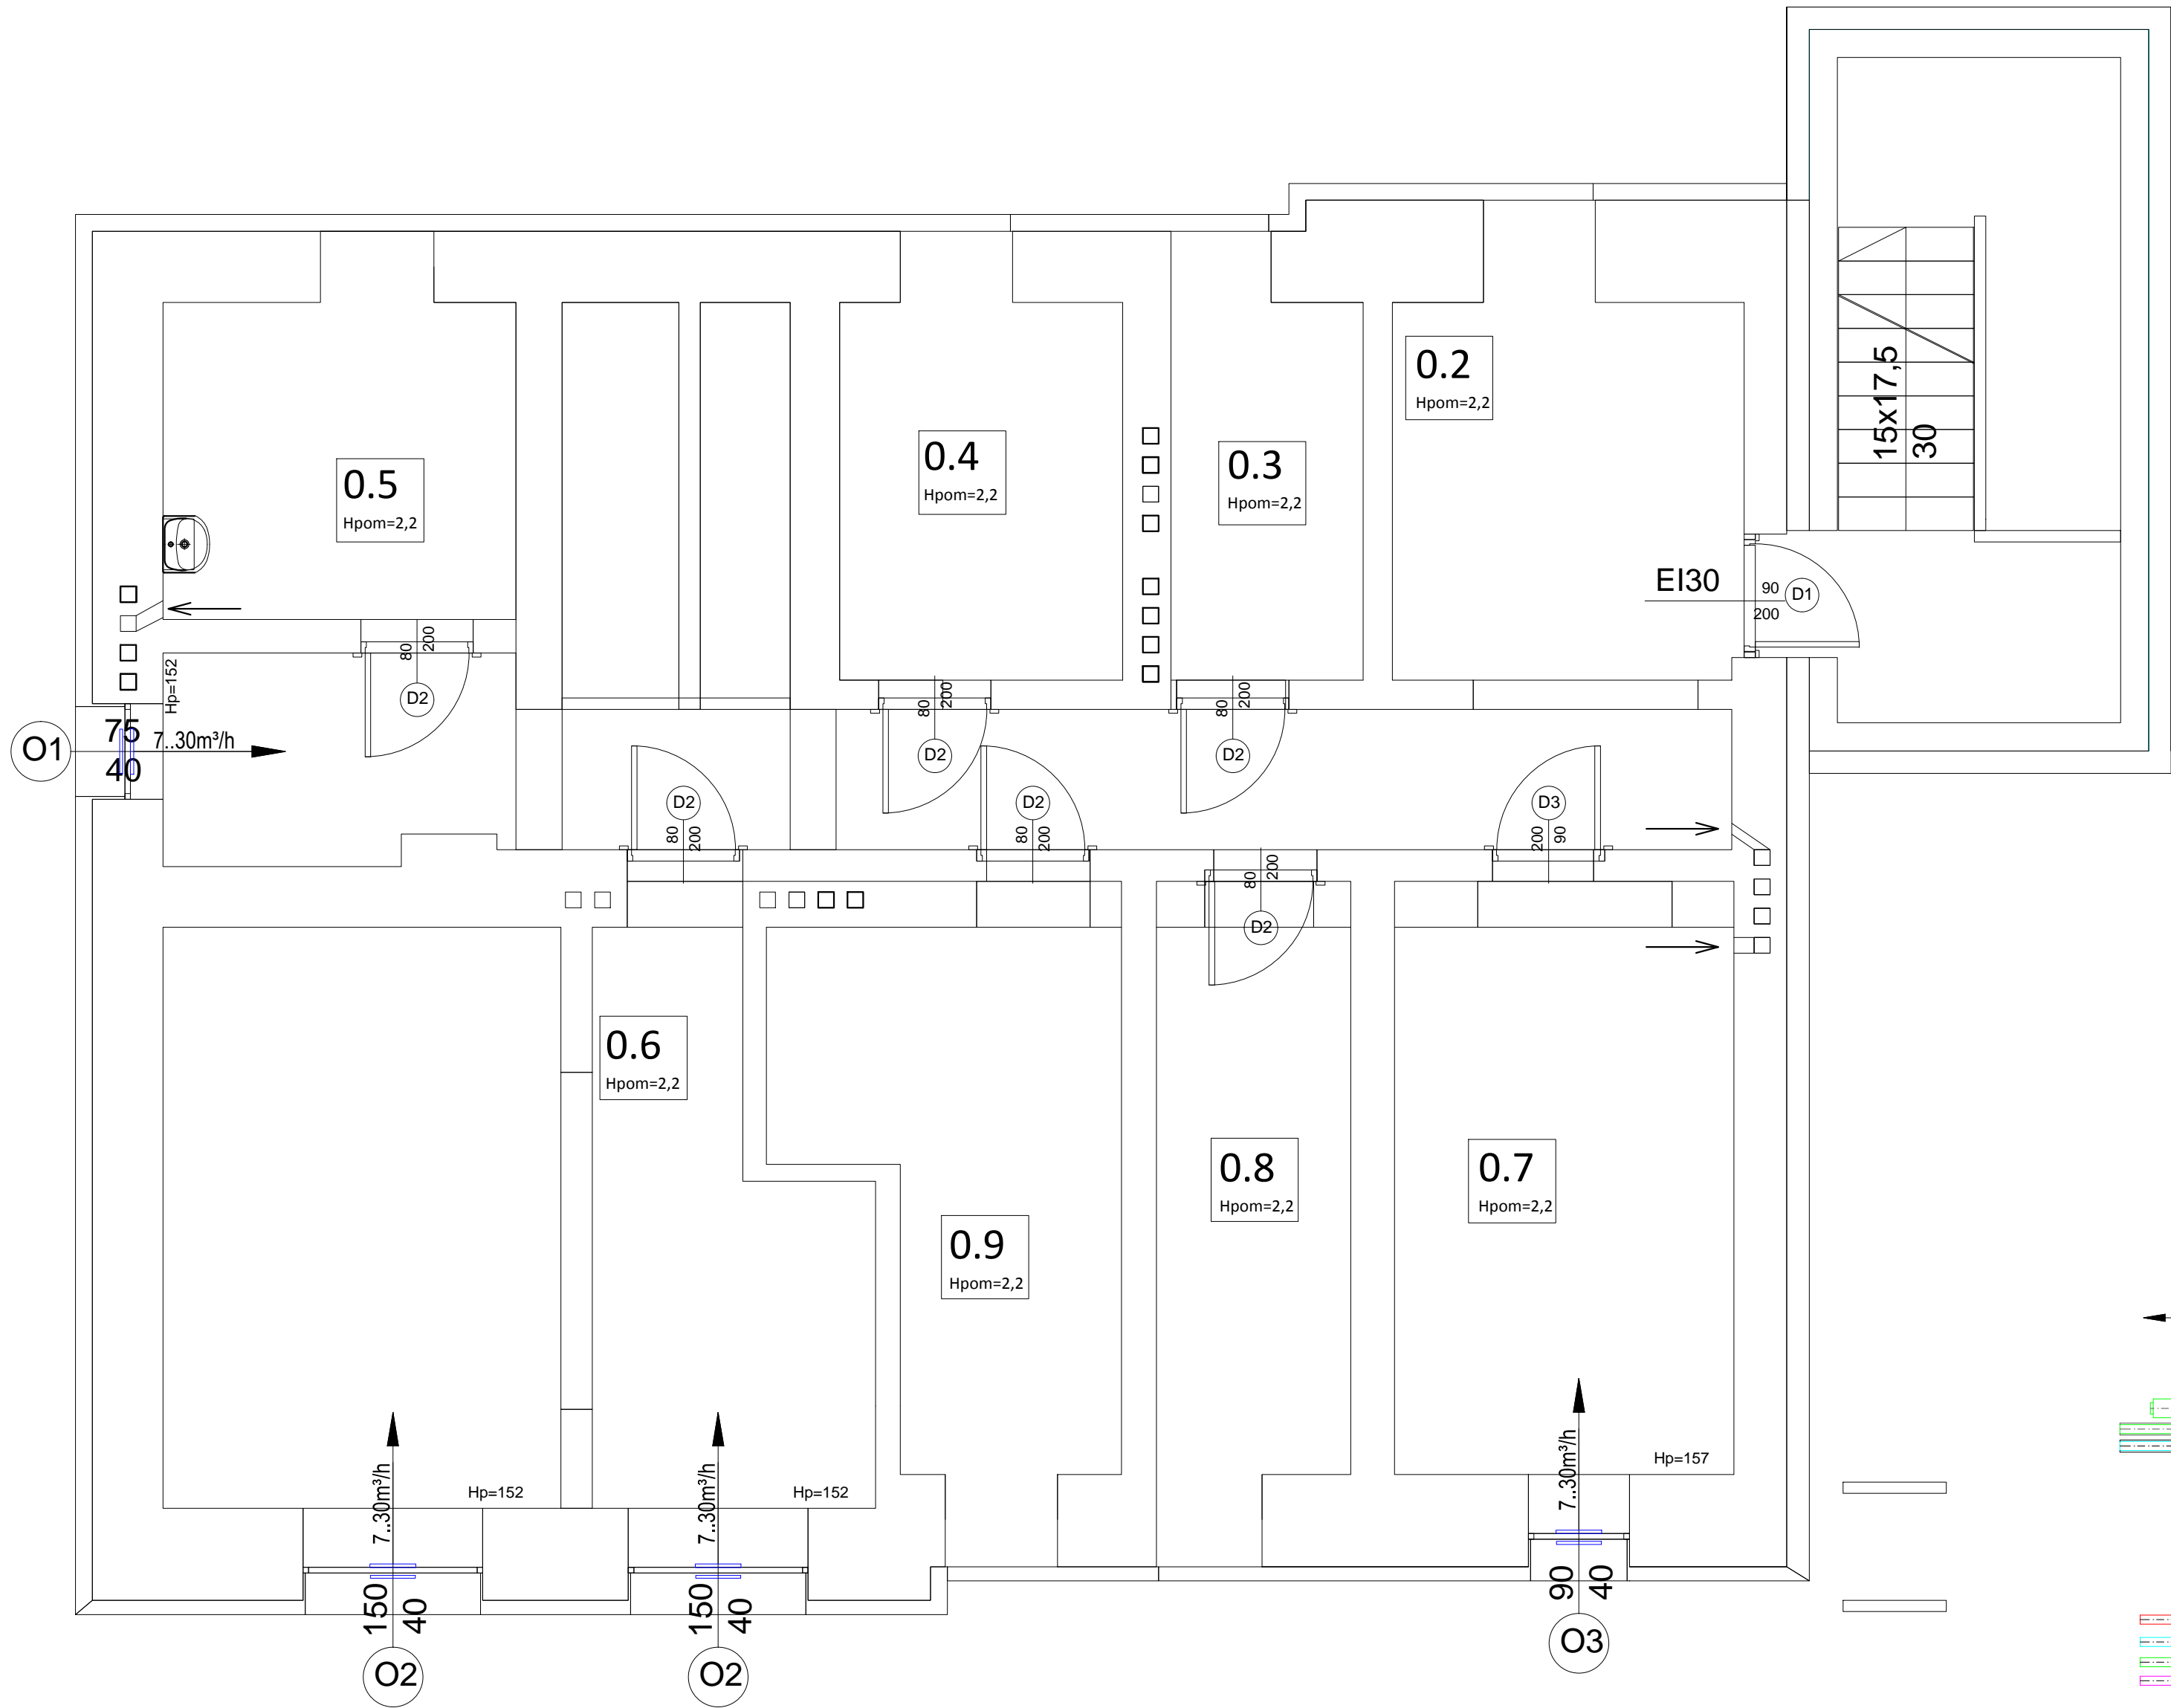 0.2
Hpom=2,2
15x17,5
30
0.4
Hpom=2,2
0.3
Hpom=2,2
0.5
Hpom=2,2
EI30
90
200
D1
80
200
D2
Hp=152
80
200
D2
80
200
D2
O1
75
40
7..30m³/h
D2
80
200
D2
80
200
D3
200
90
80
200
D2
0.6
Hpom=2,2
0.8
Hpom=2,2
0.7
Hpom=2,2
0.9
Hpom=2,2
7..30m³/h
Hp=152
7..30m³/h
Hp=152
7..30m³/h
Hp=157
150
40
150
40
90
40
O2
O2
O3